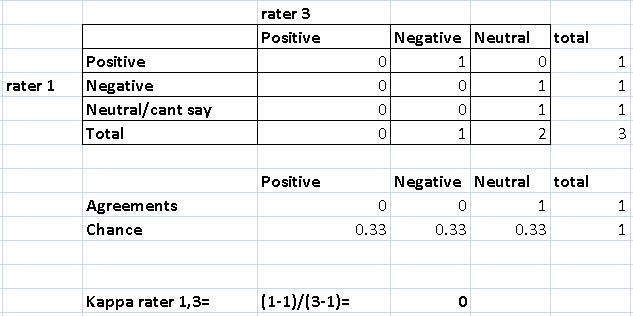 rater 3
Positive Negative Neutral total
Positive 0 1 0 1
rater 1 Negative 0 0 1 1
Neutral/cant say 0 0 1 1
Total 0 1 2 3
Positive Negative Neutral total
Agreements 0 0 1 1
Chance 0.33 0.33 0.33 1
Kappa rater 1,3= (1-1)/(3-1)= 0